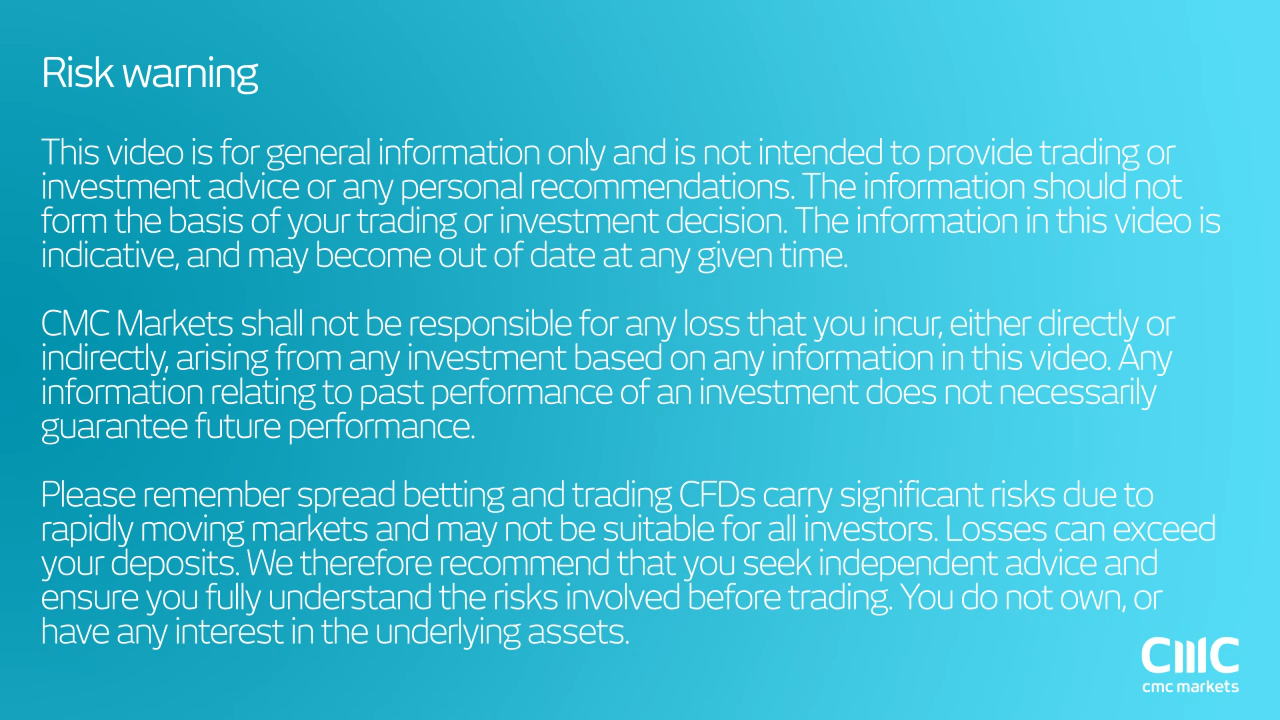 Risk warning
This video is for general information only and is not intended to provide trading or
investment advice or any personal recommendations. The information should not
form the basis of your trading or investment decision. The information in this video is
indicative, and may become out of date at any given time.
CMC Markets shall not be responsible for any loss that you incur, either directly or
indirectly, arising from any investment based on any information in this video. Any
information relating to past performance of an investment does not necessarily
guarantee future performance.
Please remember spread betting and trading CFDs carry significant risks due to
rapidly moving markets and may not be suitable for all investors. Losses can exceed
your deposits. We therefore recommend that you seek independent advice and
ensure you fully understand the risks involved before trading. You do not own, or
have any interest in the underlying assets.
CMC
cmc markets